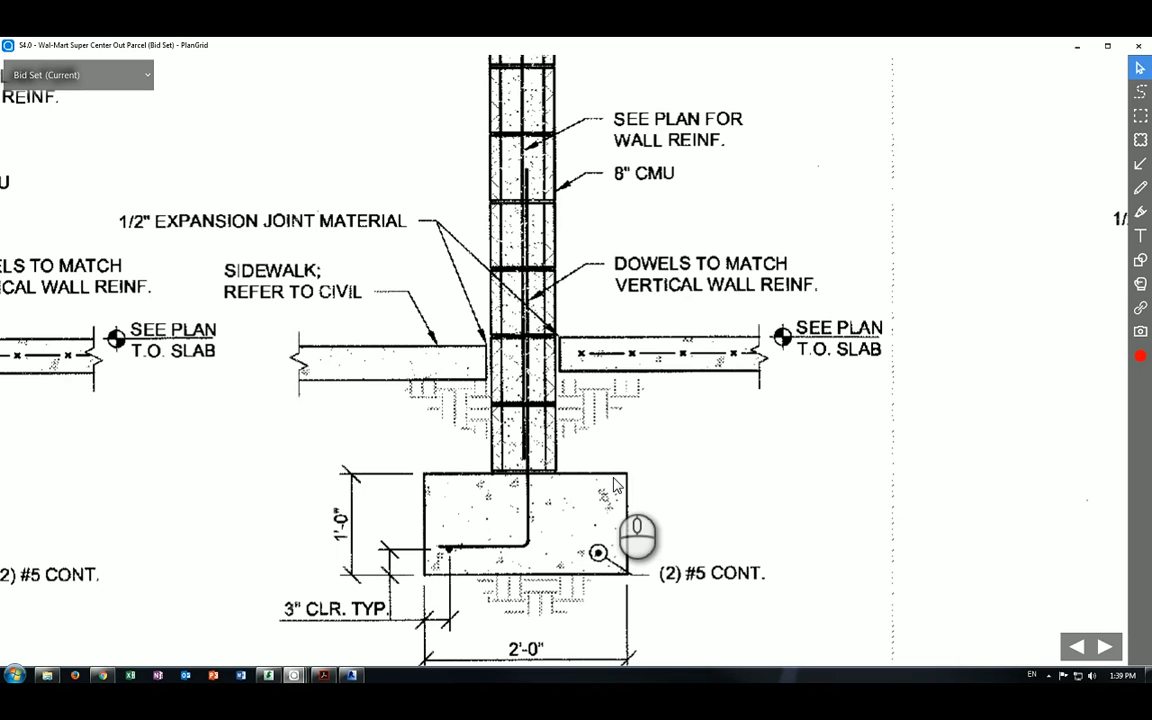 S4.0 - Wal-Mart Super Center Out Parcel (Bid Set) - PlanGrid
Bid Set (Current)
REINF.
SEE PLAN FOR
WALL REINF.
8" CMU
U
1/2" EXPANSION JOINT MATERIAL
1/
ELS TO MATCH
CAL WALL REINF.
SIDEWALK;
REFER TO CIVIL
DOWELS TO MATCH
VERTICAL WALL REINF.
SEE PLAN
T.O. SLAB
SEE PLAN
T.O. SLAB
1'-0"
2) #5 CONT.
(2) #5 CONT.
3" CLR. TYP.
2'-0"
EN
1:39 PM